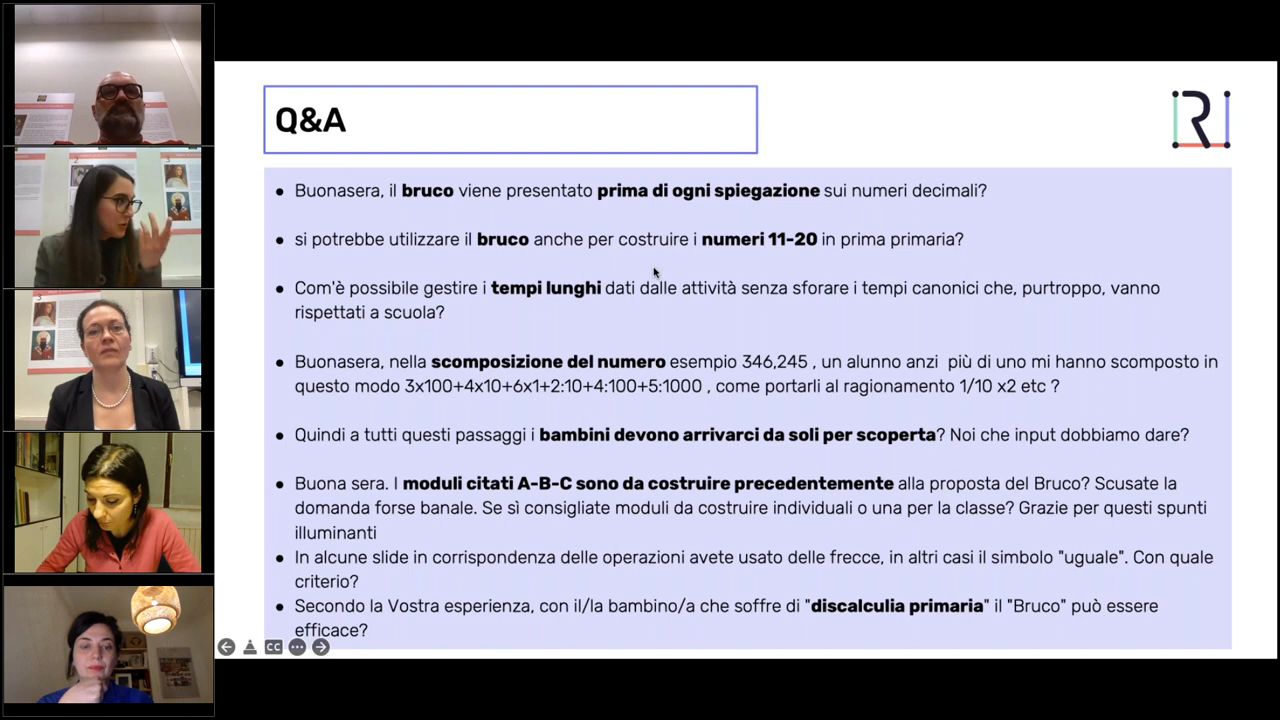 Q&A
● Buonasera, il bruco viene presentato prima di ogni spiegazione sui numeri decimali?
● si potrebbe utilizzare il bruco anche per costruire i numeri 11-20 in prima primaria?
● Com'è possibile gestire i tempi lunghi dati dalle attività senza sforare i tempi canonici che, purtroppo, vanno
rispettati a scuola?
● Buonasera, nella scomposizione del numero esempio 346,245 , un alunno anzi più di uno mi hanno scomposto in
questo modo 3x100+4x10+6x1+2:10+4:100+5:1000 , come portarli al ragionamento 1/10 x2 etc ?
● Quindi a tutti questi passaggi i bambini devono arrivarci da soli per scoperta? Noi che input dobbiamo dare?
● Buona sera. I moduli citati A-B-C sono da costruire precedentemente alla proposta del Bruco? Scusate la
domanda forse banale. Se sì consigliate moduli da costruire individuali o una per la classe? Grazie per questi spunti
illuminanti
● In alcune slide in corrispondenza delle operazioni avete usato delle frecce, in altri casi il simbolo "uguale". Con quale
criterio?
● Secondo la Vostra esperienza, con il/la bambino/a che soffre di "discalculia primaria" il "Bruco" può essere
efficace?
CC